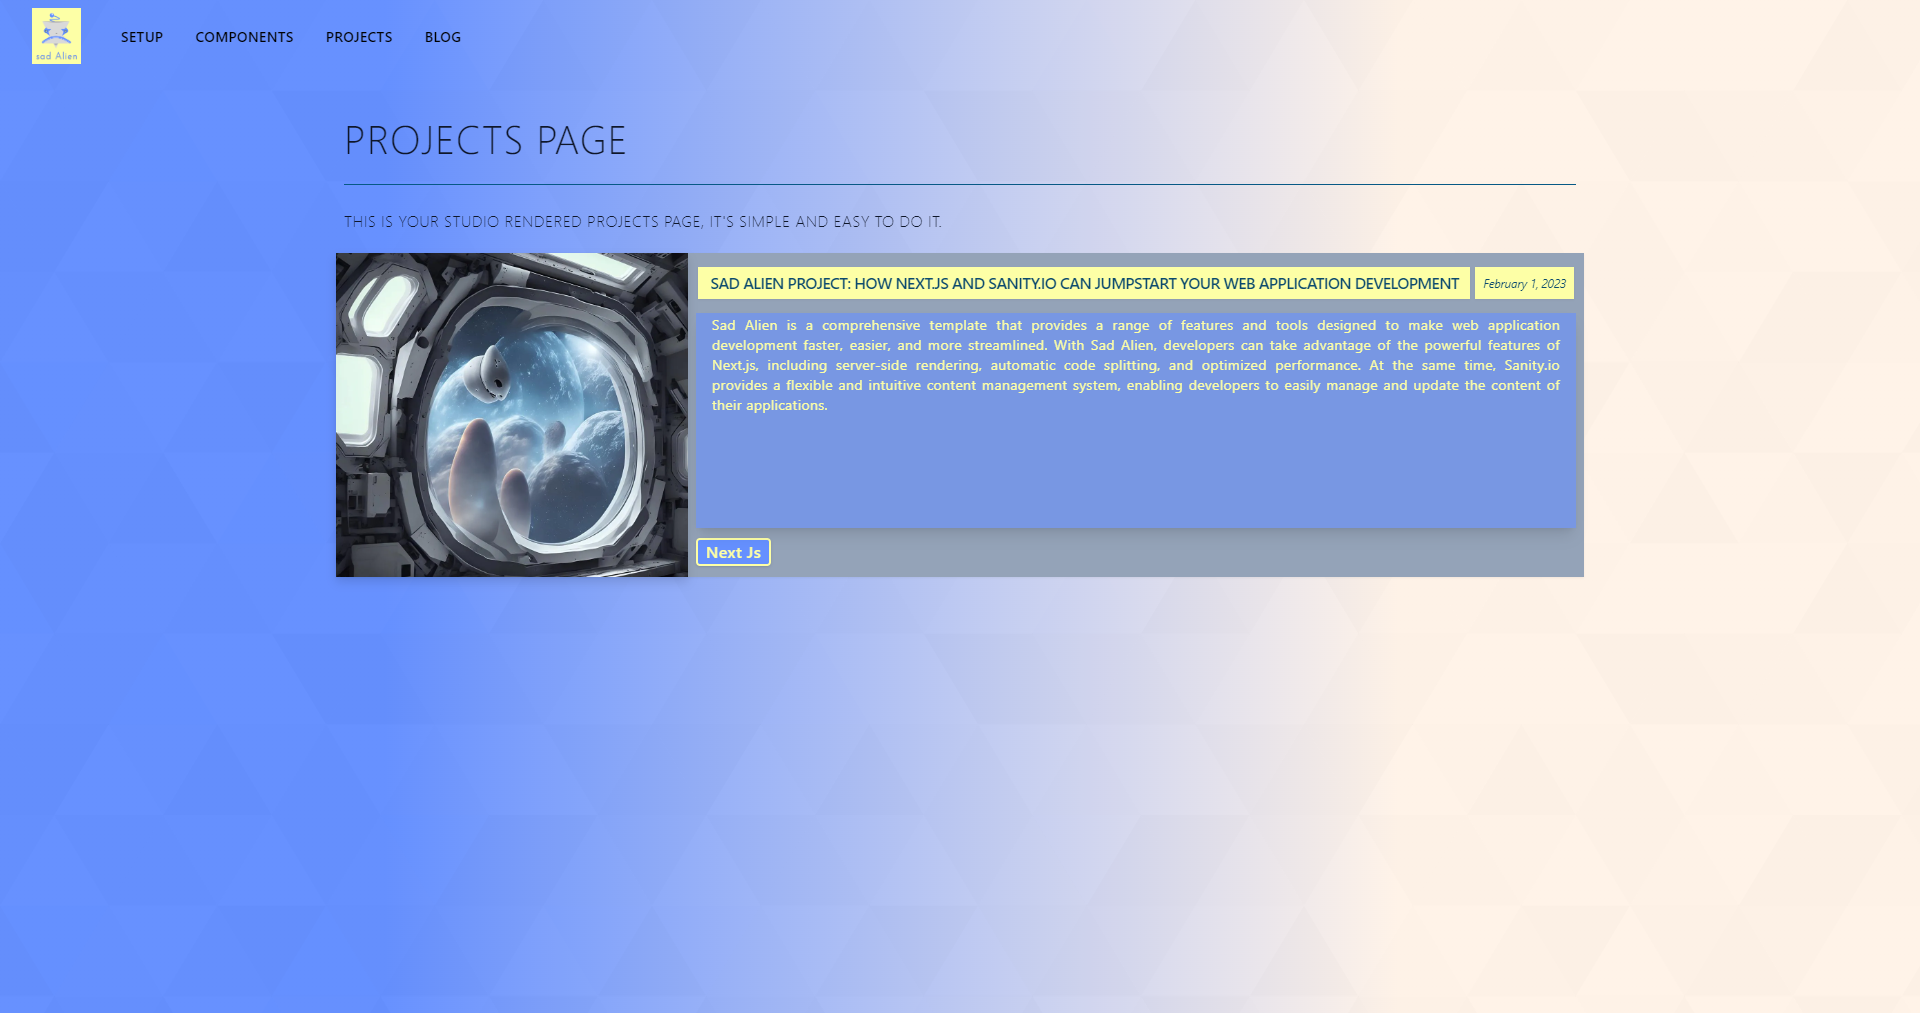 sad Alien
SETUP COMPONENTS PROJECTS BLOG
PROJECTS PAGE
THIS IS YOUR STUDIO RENDERED PROJECTS PAGE, IT'S SIMPLE AND EASY TO DO IT.
SAD ALIEN PROJECT: HOW NEXT.JS AND SANITY.IO CAN JUMPSTART YOUR WEB APPLICATION DEVELOPMENT
February 1, 2023
Sad Alien is a comprehensive template that provides a range of features and tools designed to make web application
development faster, easier, and more streamlined. With Sad Alien, developers can take advantage of the powerful features of
Next.js, including server-side rendering, automatic code splitting, and optimized performance. At the same time, Sanity.io
provides a flexible and intuitive content management system, enabling developers to easily manage and update the content of
their applications.
Next Js